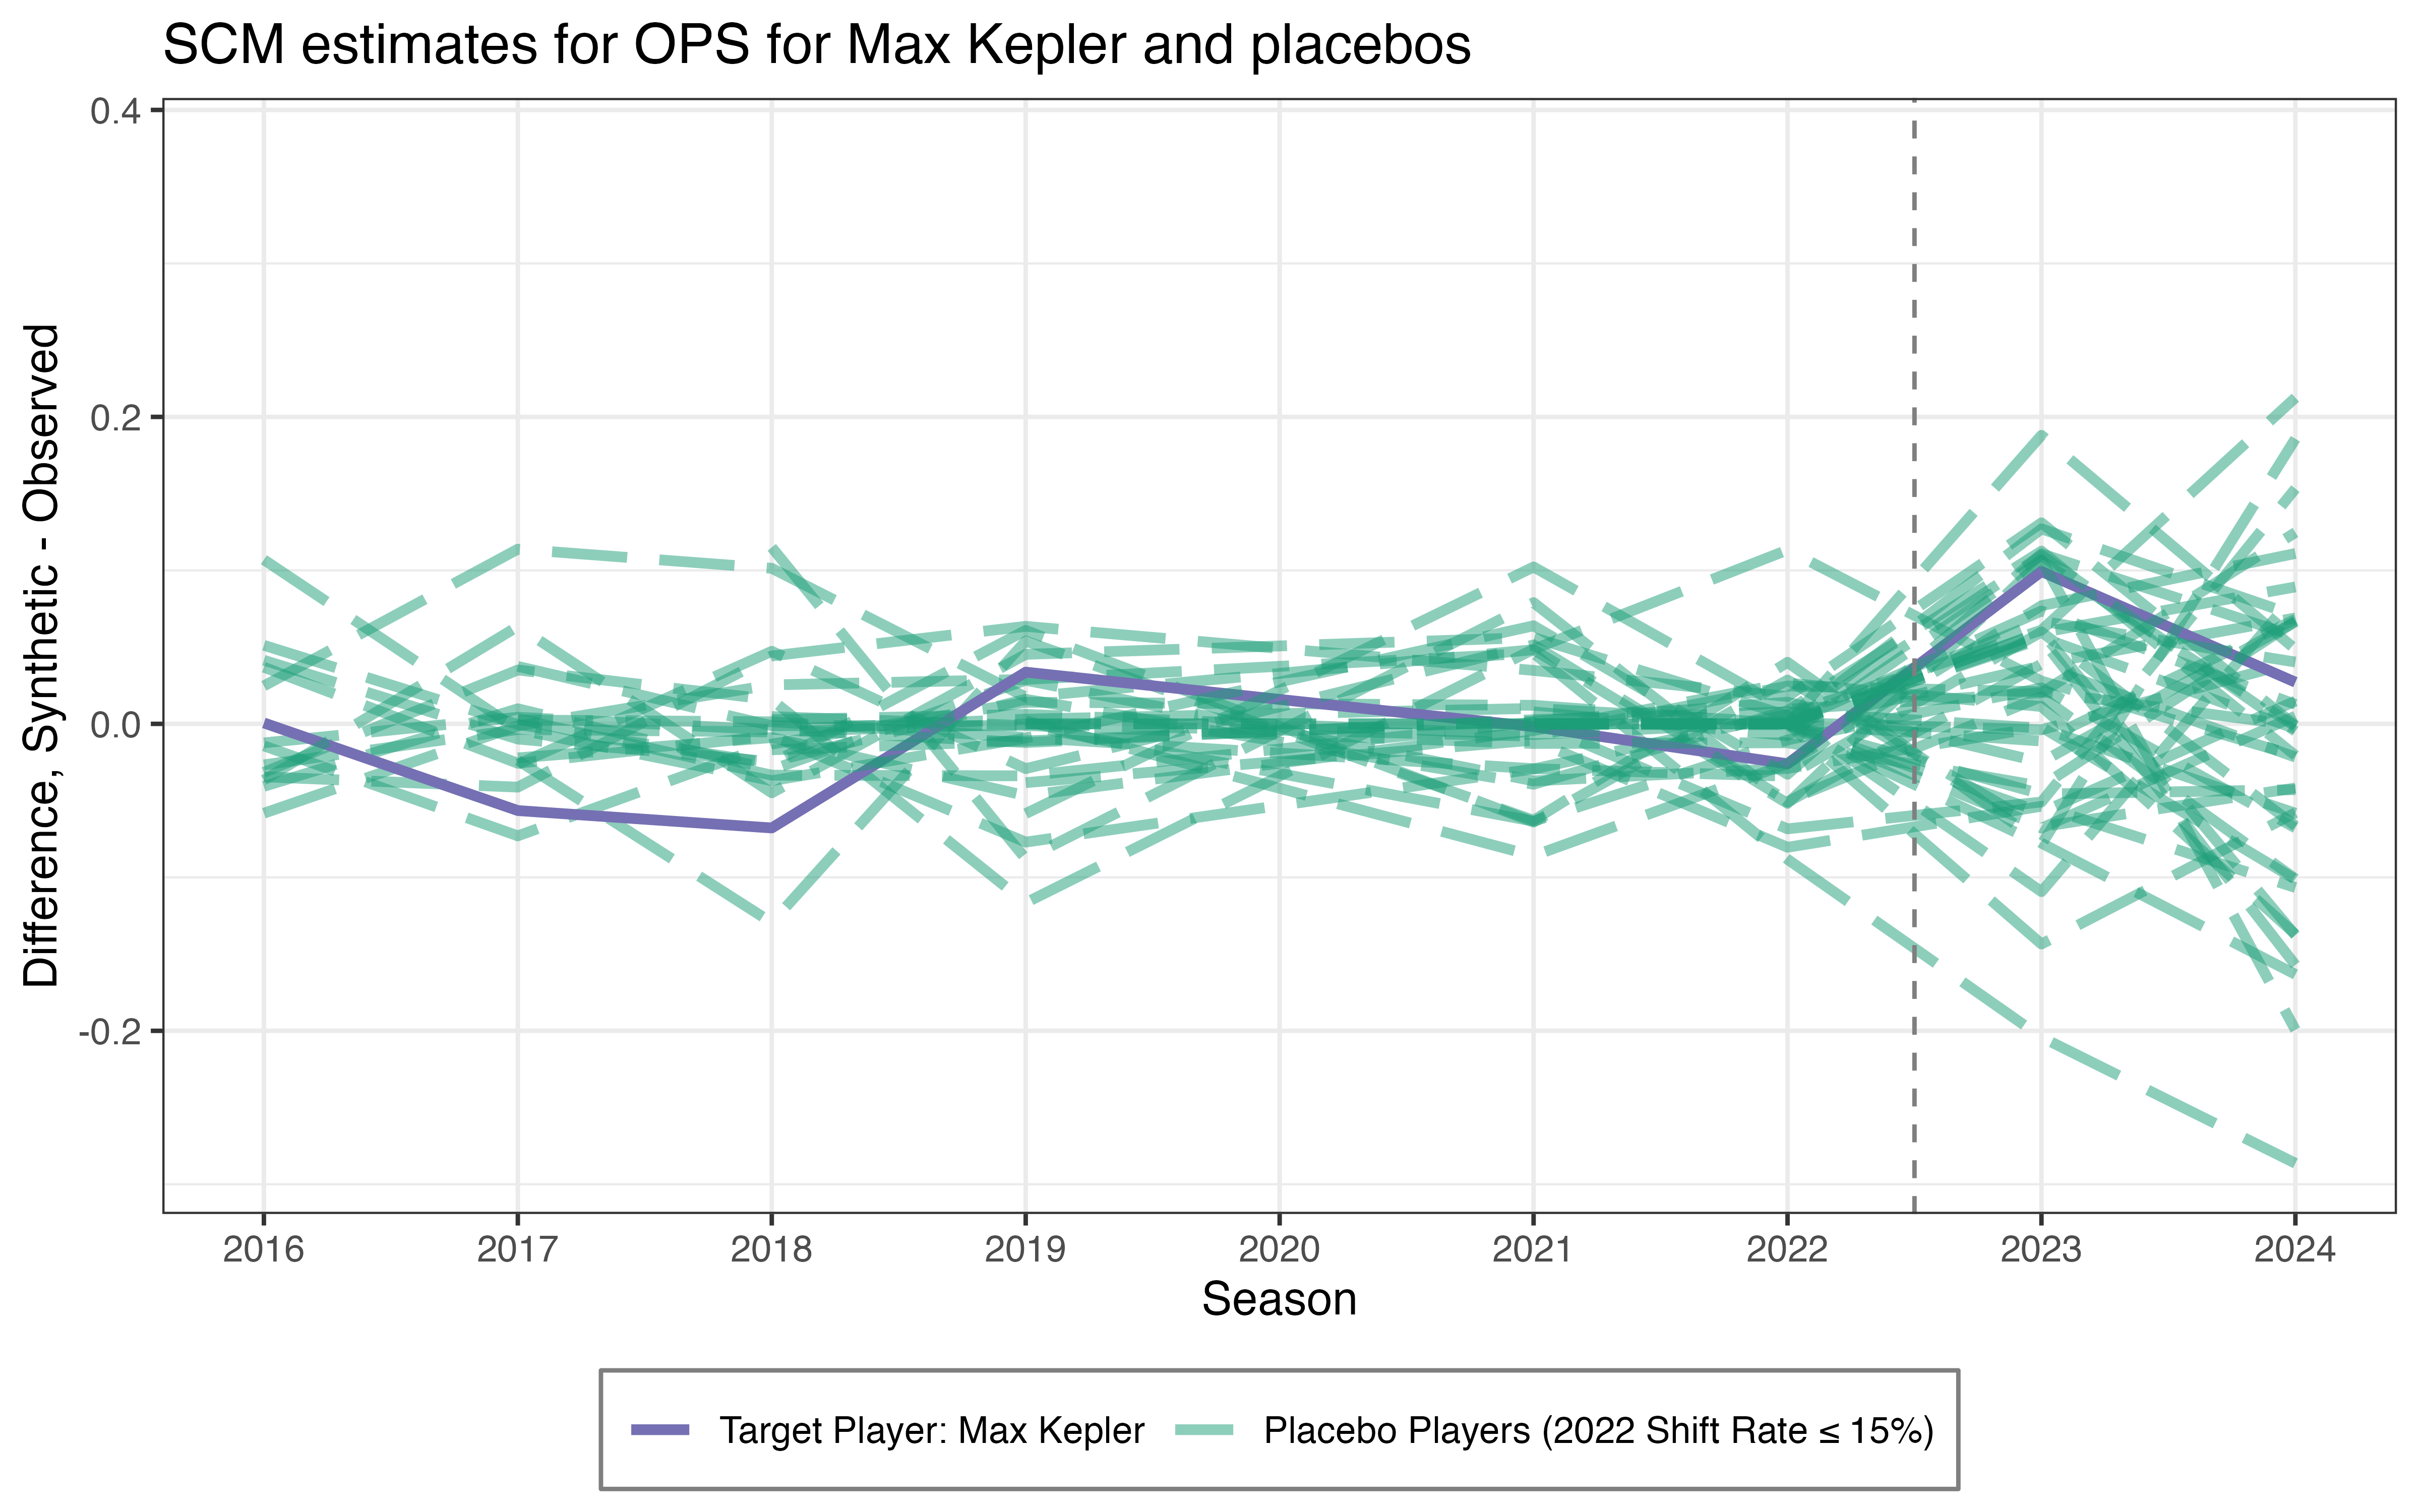 SCM estimates for OPS for Max Kepler and placebos
Difference, Synthetic - Observed
0.4
0.2
0.0
-0.2
2016 2017 2018 2019 2020 2021 2022 2023 2024
Season
Target Player: Max Kepler Placebo Players (2022 Shift Rate ≤ 15%)